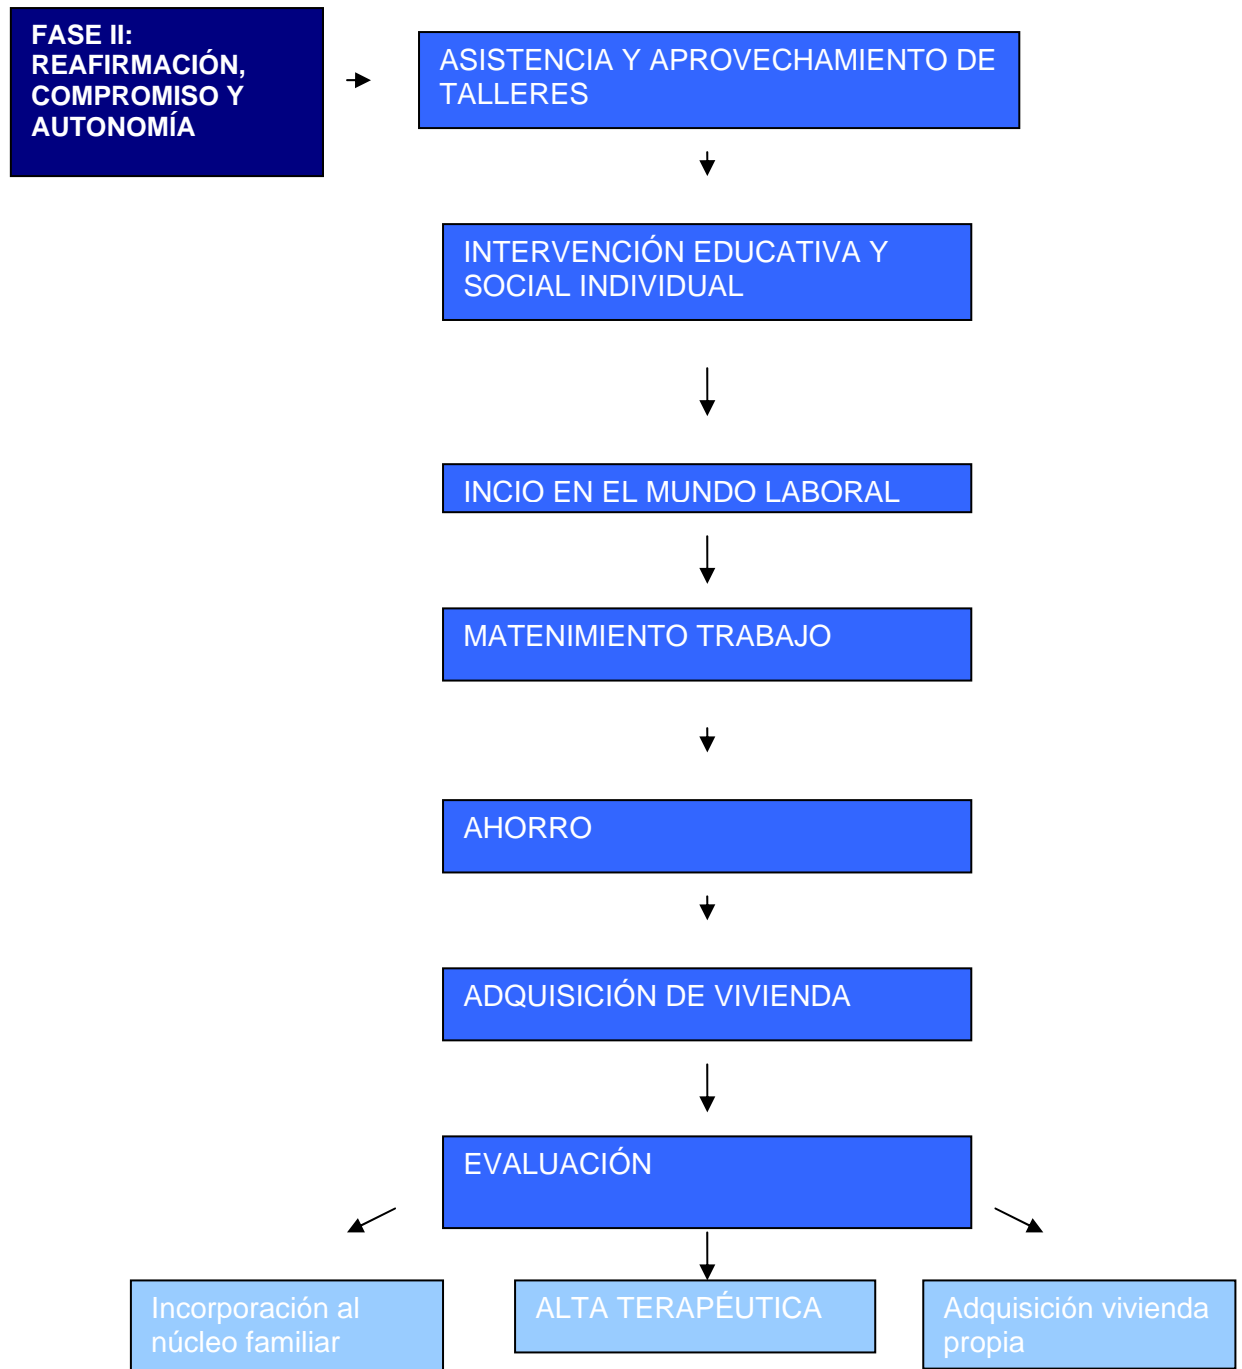 FASE II:
REAFIRMACIÓN,
COMPROMISO Y
AUTONOMÍA
ASISTENCIA Y APROVECHAMIENTO DE
TALLERES
INTERVENCIÓN EDUCATIVA Y
SOCIAL INDIVIDUAL
INCIO EN EL MUNDO LABORAL
MATENIMIENTO TRABAJO
AHORRO
ADQUISICIÓN DE VIVIENDA
EVALUACIÓN
Incorporación al
núcleo familiar
ALTA TERAPÉUTICA
Adquisición vivienda
propia